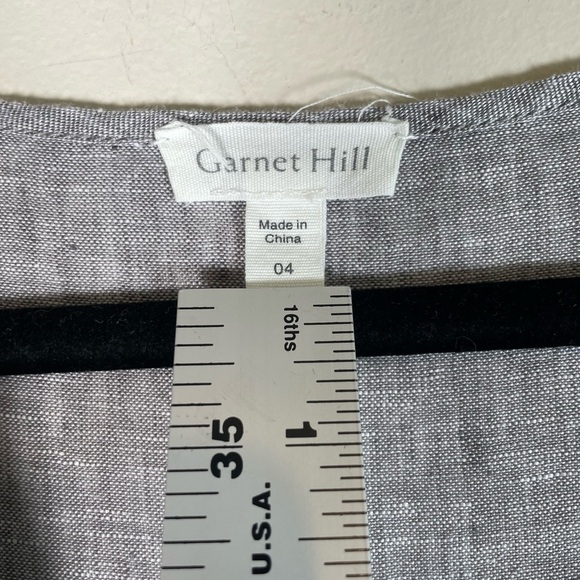 Garnet Hill
Made in
China
04
16ths
35
1
U.S.A.